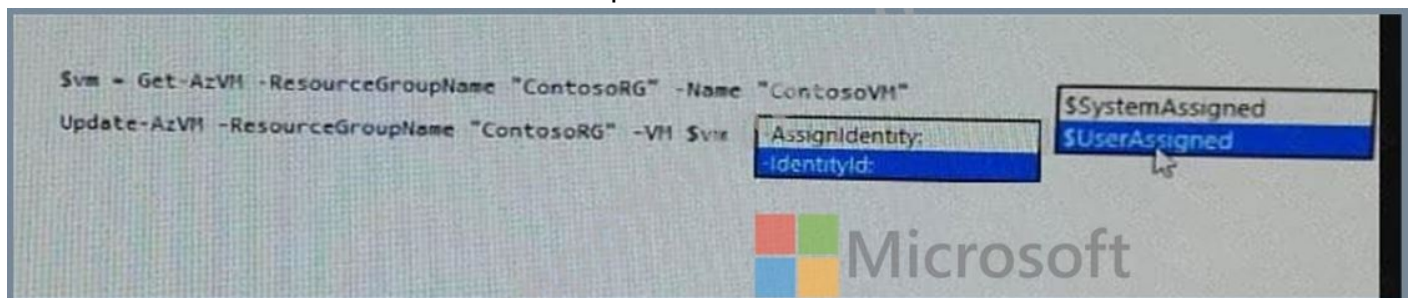 $vm = Get-AzVM -ResourceGroupName "ContosoRG" -Name "ContosoVM"
$SystemAssigned
Update-AzVM -ResourceGroupName "ContosoRG" -VM $vm -AssignIdentity: $UserAssigned
-IdentityId:
Microsoft